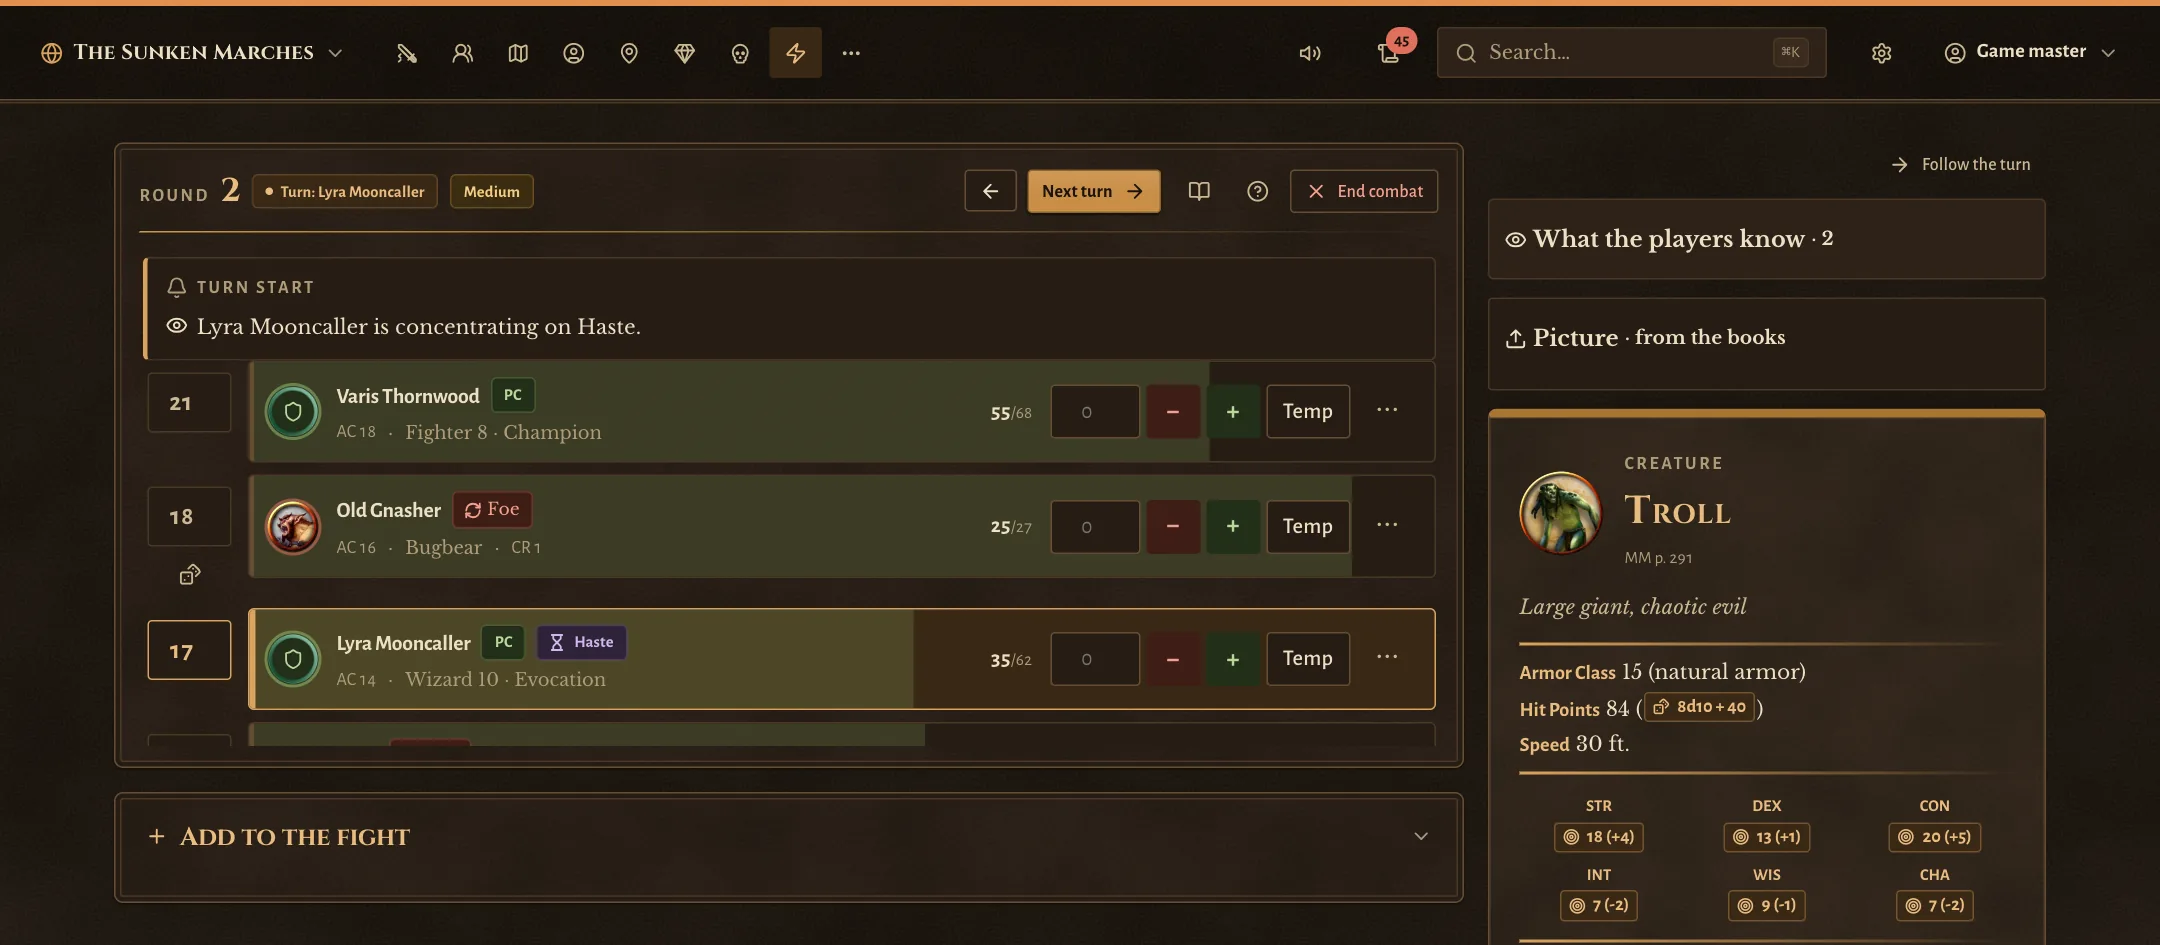 The Sunken Marches
45
Search...
⌘K
Game master
ROUND 2
Turn: Lyra Mooncaller
Medium
Next turn
End combat
TURN START
Lyra Mooncaller is concentrating on Haste.
21
Varis Thornwood PC
AC 18 · Fighter 8 · Champion
55/68
0
− + Temp
18
Old Gnasher Foe
AC 16 · Bugbear · CR 1
25/27
0
− + Temp
17
Lyra Mooncaller PC Haste
AC 14 · Wizard 10 · Evocation
35/62
0
− + Temp
+ Add to the fight
Follow the turn
What the players know · 2
Picture · from the books
CREATURE
Troll
MM p. 291
Large giant, chaotic evil
Armor Class 15 (natural armor)
Hit Points 84 (8d10 + 40)
Speed 30 ft.
STR DEX CON
18 (+4) 13 (+1) 20 (+5)
INT WIS CHA
7 (-2) 9 (-1) 7 (-2)